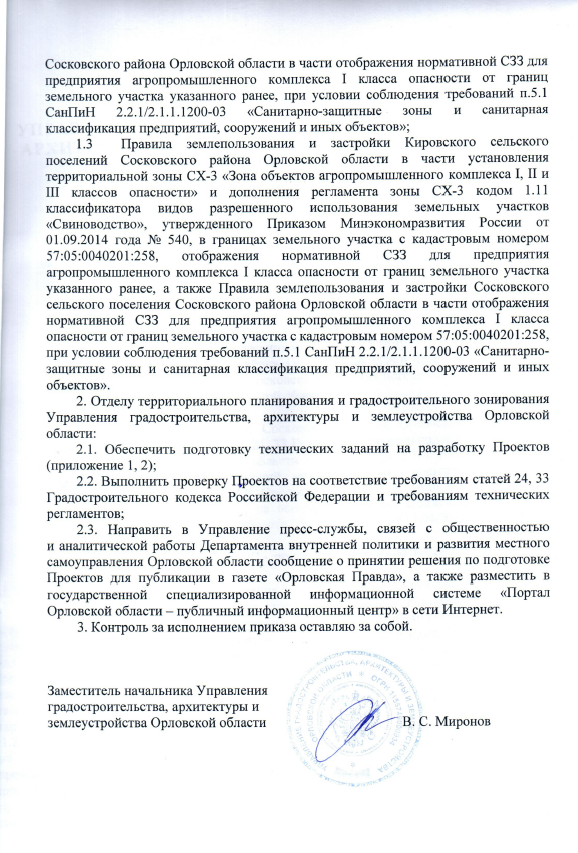 Сосковского района Орловской области в части отображения нормативной СЗЗ для
предприятия агропромышленного комплекса I класса опасности от границ
земельного участка указанного ранее, при условии соблюдения требований п.5.1
СанПиН 2.2.1/2.1.1.1200-03 «Санитарно-защитные зоны и санитарная
классификация предприятий, сооружений и иных объектов»;
1.3 Правила землепользования и застройки Кировского сельского
поселений Сосковского района Орловской области в части установления
территориальной зоны СХ-3 «Зона объектов агропромышленного комплекса I, II и
III классов опасности» и дополнения регламента зоны СХ-3 кодом 1.11
классификатора видов разрешенного использования земельных участков
«Свиноводство», утвержденного Приказом Минэкономразвития России от
01.09.2014 года № 540, в границах земельного участка с кадастровым номером
57:05:0040201:258, отображения нормативной СЗЗ для предприятия
агропромышленного комплекса I класса опасности от границ земельного участка
указанного ранее, а также Правила землепользования и застройки Сосковского
сельского поселения Сосковского района Орловской области в части отображения
нормативной СЗЗ для предприятия агропромышленного комплекса I класса
опасности от границ земельного участка с кадастровым номером 57:05:0040201:258,
при условии соблюдения требований п.5.1 СанПиН 2.2.1/2.1.1.1200-03 «Санитарно-
защитные зоны и санитарная классификация предприятий, сооружений и иных
объектов».
2. Отделу территориального планирования и градостроительного зонирования
Управления градостроительства, архитектуры и землеустройства Орловской
области:
2.1. Обеспечить подготовку технических заданий на разработку Проектов
(приложение 1, 2);
2.2. Выполнить проверку Проектов на соответствие требованиям статей 24, 33
Градостроительного кодекса Российской Федерации и требованиям технических
регламентов;
2.3. Направить в Управление пресс-службы, связей с общественностью
и аналитической работы Департамента внутренней политики и развития местного
самоуправления Орловской области сообщение о принятии решения по подготовке
Проектов для публикации в газете «Орловская Правда», а также разместить в
государственной специализированной информационной системе «Портал
Орловской области – публичный информационный центр» в сети Интернет.
3. Контроль за исполнением приказа оставляю за собой.
Заместитель начальника Управления
градостроительства, архитектуры и
землеустройства Орловской области В. С. Миронов